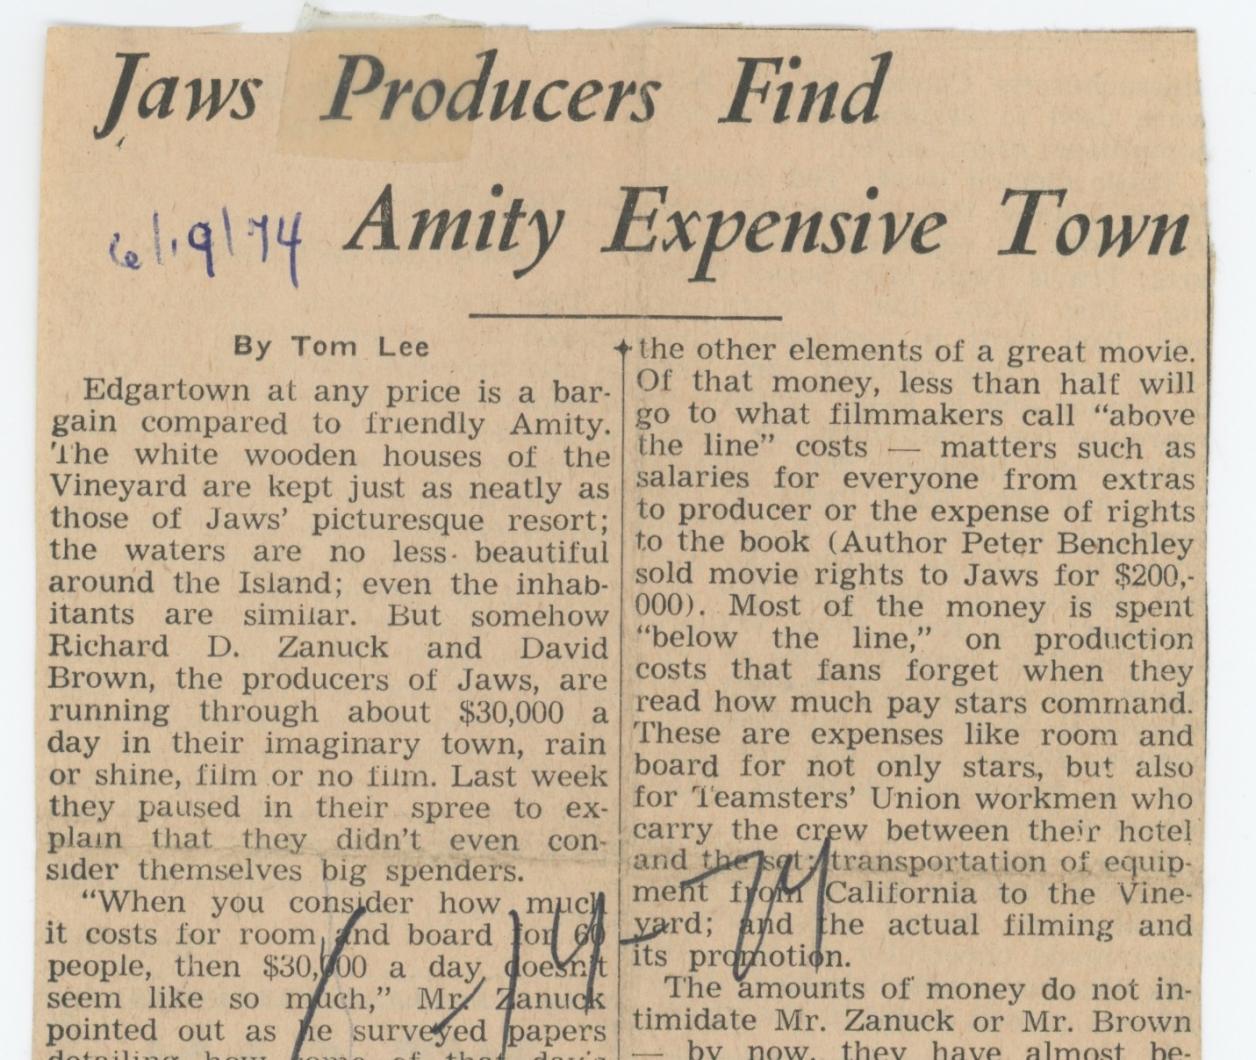 Jaws Producers Find
Amity Expensive Town
6/19/74
By Tom Lee
Edgartown at any price is a bar-
gain compared to friendly Amity.
The white wooden houses of the
Vineyard are kept just as neatly as
those of Jaws' picturesque resort;
the waters are no less beautiful
around the Island; even the inhab-
itants are similar. But somehow
Richard D. Zanuck and David
Brown, the producers of Jaws, are
running through about $30,000 a
day in their imaginary town, rain
or shine, film or no film. Last week
they paused in their spree to ex-
plain that they didn't even con-
sider themselves big spenders.
"When you consider how much
it costs for room and board for 60
people, then $30,000 a day doesn't
seem like so much," Mr. Zanuck
pointed out as he surveyed papers
detailing how some of that day's
the other elements of a great movie.
Of that money, less than half will
go to what filmmakers call "above
the line" costs — matters such as
salaries for everyone from extras
to producer or the expense of rights
to the book (Author Peter Benchley
sold movie rights to Jaws for $200,-
000). Most of the money is spent
"below the line," on production
costs that fans forget when they
read how much pay stars command.
These are expenses like room and
board for not only stars, but also
for Teamsters' Union workmen who
carry the crew between their hotel
and the set; transportation of equip-
ment from California to the Vine-
yard; and the actual filming and
its promotion.
The amounts of money do not in-
timidate Mr. Zanuck or Mr. Brown
— by now, they have almost be-